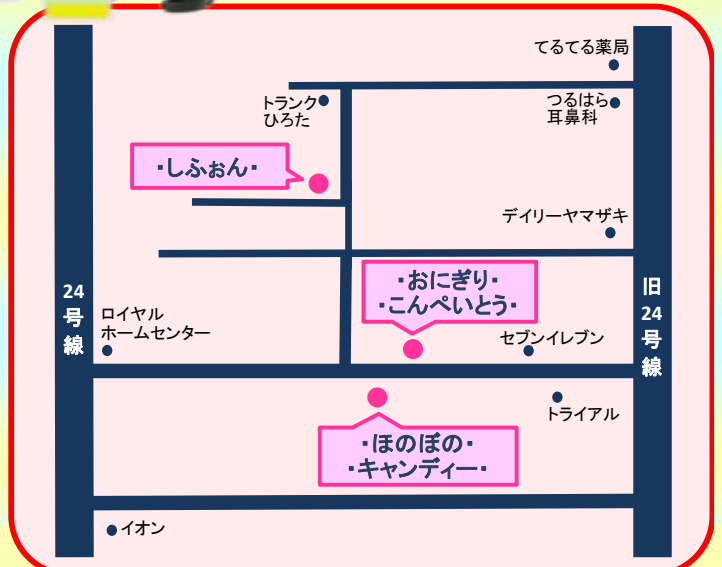 てるてる薬局
トランク
ひろた
つるはら
耳鼻科
・しふぉん・
デイリーヤマザキ
・おにぎり・
・こんぺいとう・
24
号
線
旧
24
号
線
ロイヤル
ホームセンター
セブンイレブン
トライアル
・ほのぼの・
・キャンディー・
イオン